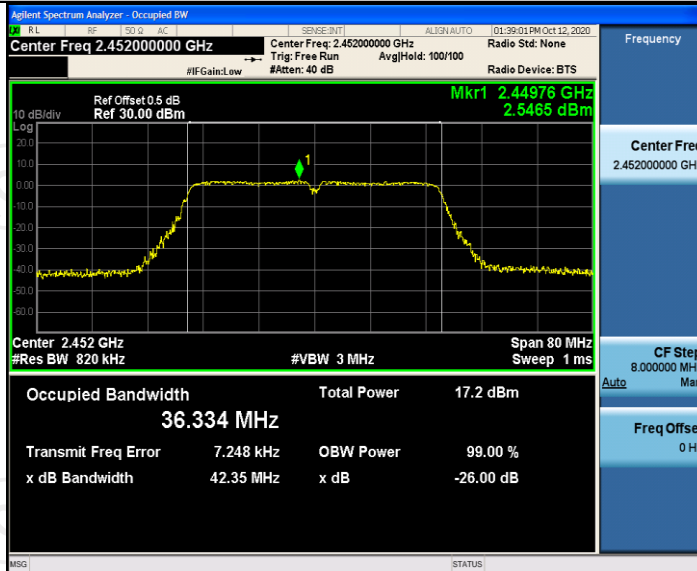 Agilent Spectrum Analyzer - Occupied BW
RL RF 50 Ω AC SENSE:INT ALIGN AUTO 01:39:01 PM Oct 12, 2020
Center Freq 2.452000000 GHz
Center Freq: 2.452000000 GHz
Radio Std: None
Trig: Free Run Avg|Hold: 100/100
#IFGain:Low #Atten: 40 dB Radio Device: BTS
Frequency
Mkr1 2.44976 GHz
2.5465 dBm
Ref Offset 0.5 dB
10 dB/div Ref 30.00 dBm
Log
20.0
10.0
0.00
-10.0
-20.0
-30.0
-40.0
-50.0
-60.0
1
Center 2.452 GHz Span 80 MHz
#Res BW 820 kHz #VBW 3 MHz Sweep 1 ms
Center Fre
2.452000000 GH
CF Step
8.000000 MH
Auto Ma
Freq Offse
0 H
Occupied Bandwidth Total Power 17.2 dBm
36.334 MHz
Transmit Freq Error 7.248 kHz OBW Power 99.00 %
x dB Bandwidth 42.35 MHz x dB -26.00 dB
MSG STATUS